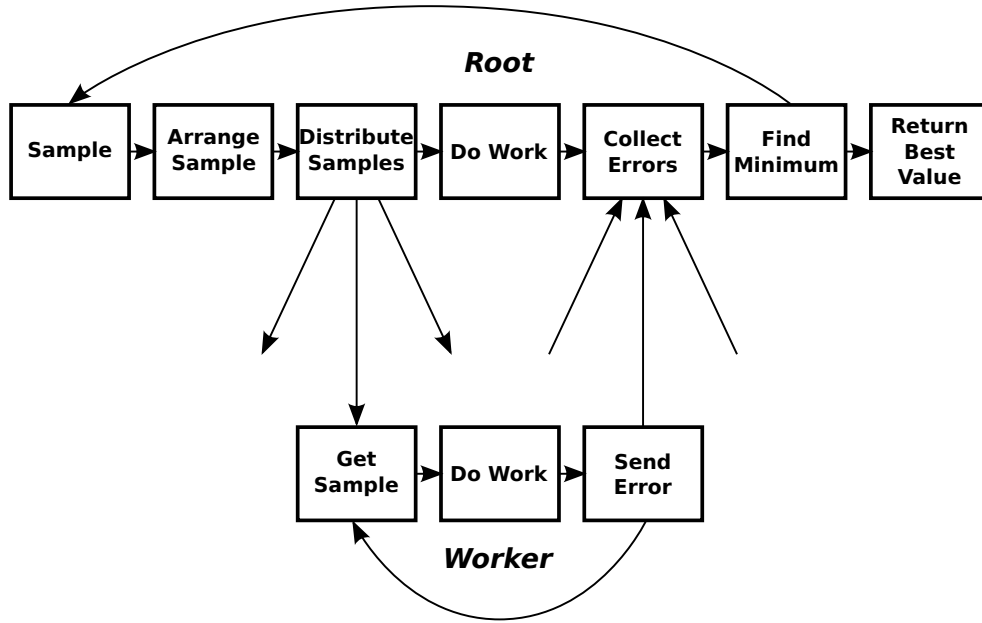 Root
Sample
Arrange
Sample
Distribute
Samples
Do Work
Collect
Errors
Find
Minimum
Return
Best
Value
Get
Sample
Do Work
Send
Error
Worker